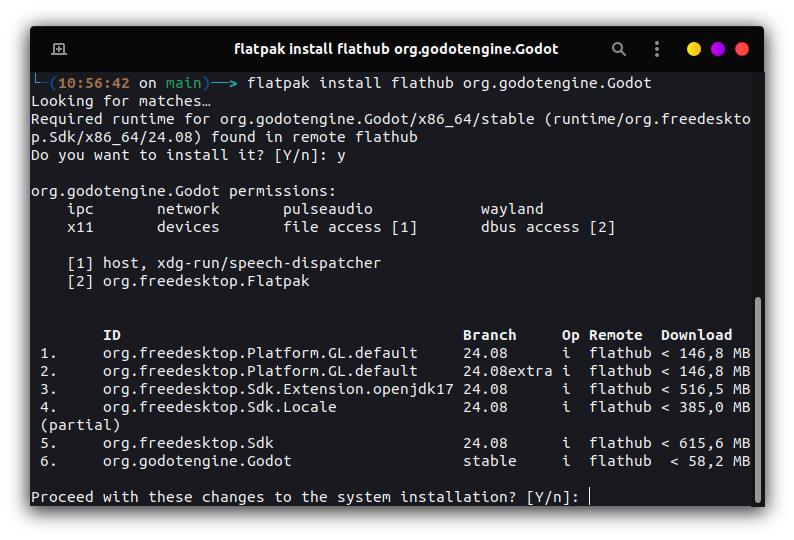 flatpak install flathub org.godotengine.Godot
(10:56:42 on main)──> flatpak install flathub org.godotengine.Godot
Looking for matches…
Required runtime for org.godotengine.Godot/x86_64/stable (runtime/org.freedeskto
p.Sdk/x86_64/24.08) found in remote flathub
Do you want to install it? [Y/n]: y
org.godotengine.Godot permissions:
ipc network pulseaudio wayland
x11 devices file access [1] dbus access [2]
[1] host, xdg-run/speech-dispatcher
[2] org.freedesktop.Flatpak
ID Branch Op Remote Download
1. org.freedesktop.Platform.GL.default 24.08 i flathub < 146,8 MB
2. org.freedesktop.Platform.GL.default 24.08extra i flathub < 146,8 MB
3. org.freedesktop.Sdk.Extension.openjdk17 24.08 i flathub < 516,5 MB
4. org.freedesktop.Sdk.Locale 24.08 i flathub < 385,0 MB
(partial)
5. org.freedesktop.Sdk 24.08 i flathub < 615,6 MB
6. org.godotengine.Godot stable i flathub < 58,2 MB
Proceed with these changes to the system installation? [Y/n]: